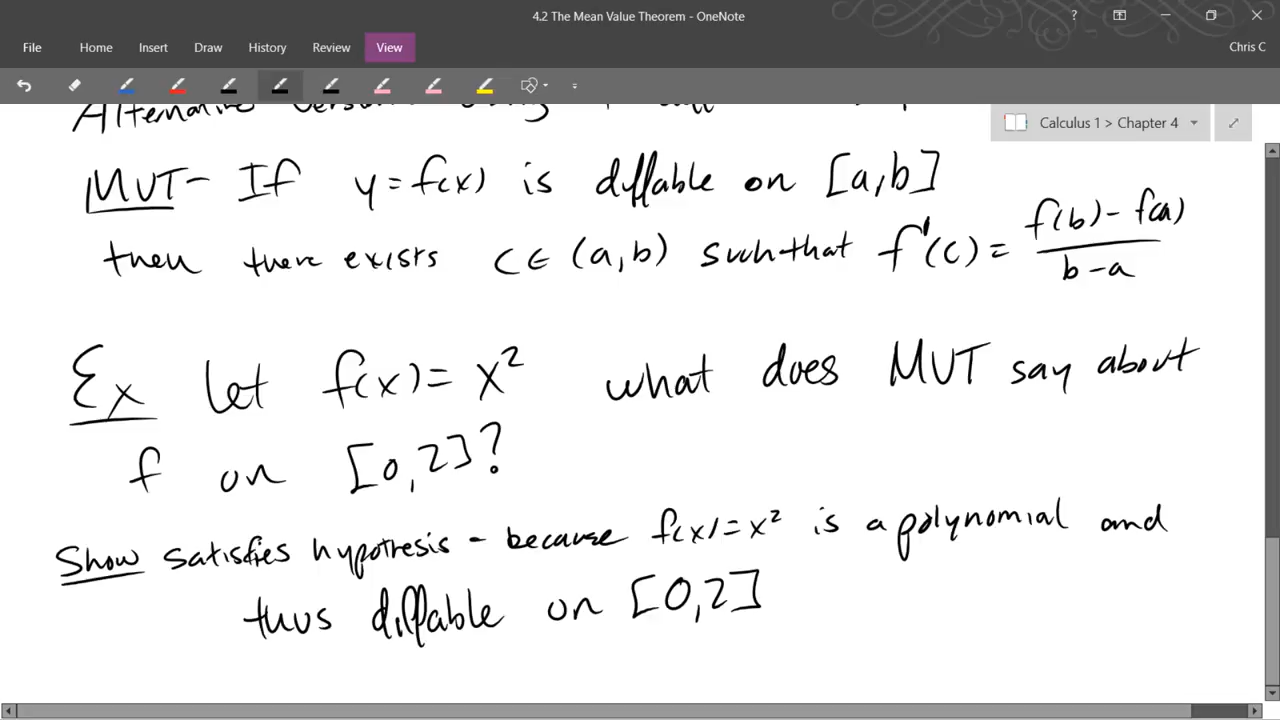 4.2 The Mean Value Theorem - OneNote
File Home Insert Draw History Review View Chris C
Calculus 1 > Chapter 4
Alternative
MVT - If y=f(x) is diffable on [a,b]
then there exists c∈(a,b) such that f'(c) = f(b)-f(a) / b-a
Ex Let f(x)=x² what does MVT say about
f on [0,2]?
Show satisfies hypothesis - because f(x)=x² is a polynomial and
thus diffable on [0,2]